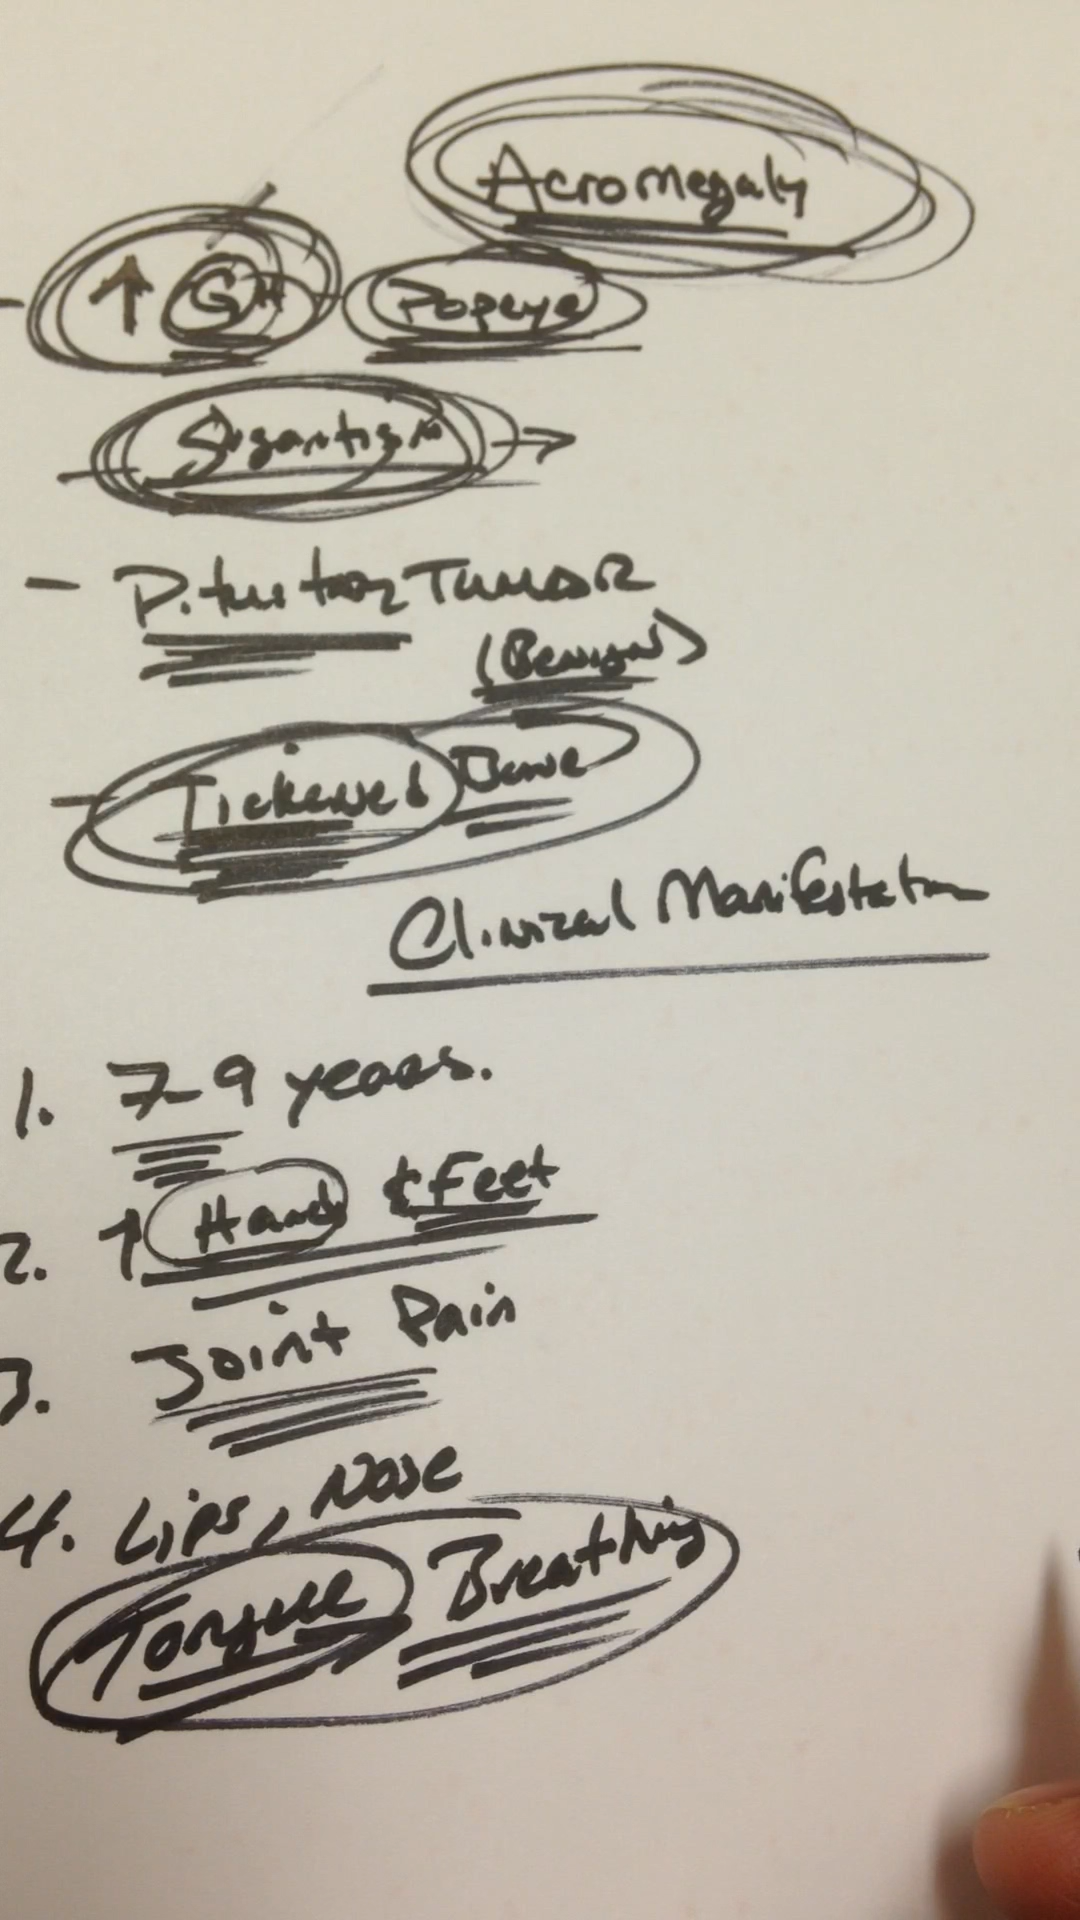 Acromegaly
- ↑ GH - Popeye
- Gigantism →
- Pituitary Tumor
(Benign)
- Tickened Bone
Clinical Manifestation
1. 7-9 years.
2. ↑ Hands & Feet
3. Joint Pain
4. Lips, Nose
Tongue Breathing